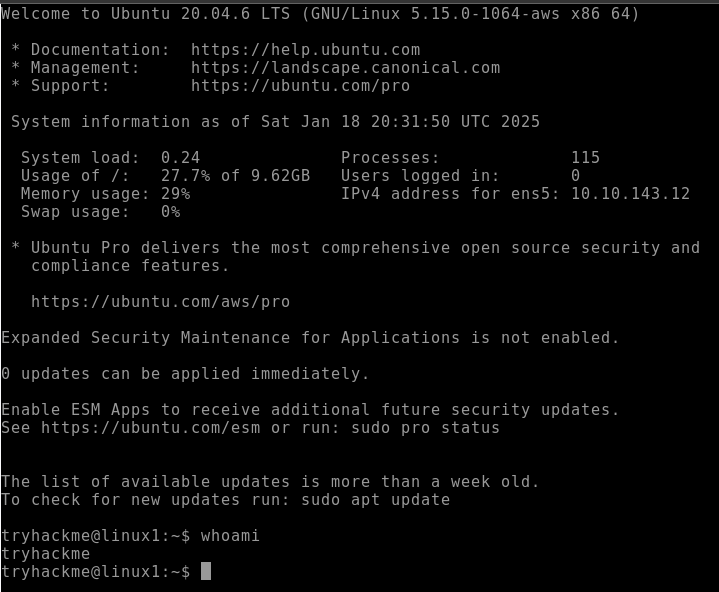 Welcome to Ubuntu 20.04.6 LTS (GNU/Linux 5.15.0-1064-aws x86 64)
* Documentation:  https://help.ubuntu.com
* Management:     https://landscape.canonical.com
* Support:        https://ubuntu.com/pro
System information as of Sat Jan 18 20:31:50 UTC 2025
System load:  0.24              Processes:             115
Usage of /:   27.7% of 9.62GB   Users logged in:       0
Memory usage: 29%               IPv4 address for ens5: 10.10.143.12
Swap usage:   0%
* Ubuntu Pro delivers the most comprehensive open source security and
compliance features.
https://ubuntu.com/aws/pro
Expanded Security Maintenance for Applications is not enabled.
0 updates can be applied immediately.
Enable ESM Apps to receive additional future security updates.
See https://ubuntu.com/esm or run: sudo pro status
The list of available updates is more than a week old.
To check for new updates run: sudo apt update
tryhackme@linux1:~$ whoami
tryhackme
tryhackme@linux1:~$